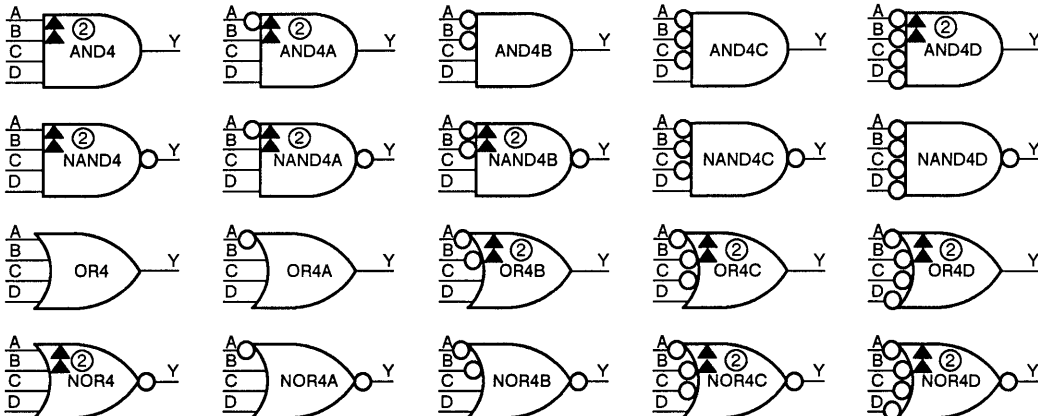 A A A A A
B ② Y B ② Y B Y B Y B ② Y
C AND4 C AND4A C AND4B C AND4C C AND4D
D D D D D
A A A A A
B ② Y B ② Y B ② Y B Y B Y
C NAND4 C NAND4A C NAND4B C NAND4C C NAND4D
D D D D D
A A A A A
B Y B Y B ② Y B ② Y B ② Y
C OR4 C OR4A C OR4B C OR4C C OR4D
D D D D D
A A A A A
B ② Y B Y B Y B ② Y B ② Y
C NOR4 C NOR4A C NOR4B C NOR4C C NOR4D
D D D D D